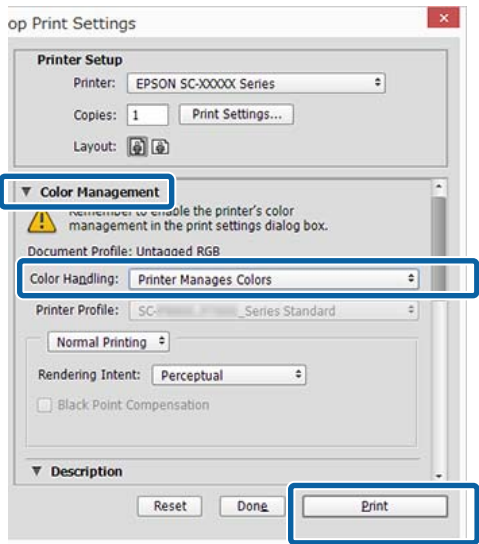 op Print Settings
Printer Setup
Printer: EPSON SC-XXXXX Series
Copies: 1 Print Settings...
Layout:
Color Management
Remember to enable the printer's color
management in the print settings dialog box.
Document Profile: Untagged RGB
Color Handling: Printer Manages Colors
Printer Profile: SC- _Series Standard
Normal Printing
Rendering Intent: Perceptual
Black Point Compensation
Description
Reset Done Print